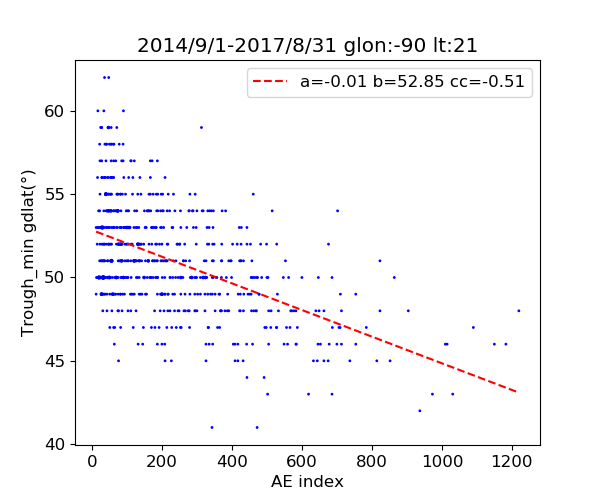 2014/9/1-2017/8/31 glon:-90 lt:21
a=-0.01 b=52.85 cc=-0.51
Trough_min gdlat(°)
60
55
50
45
40
0 200 400 600 800 1000 1200
AE index